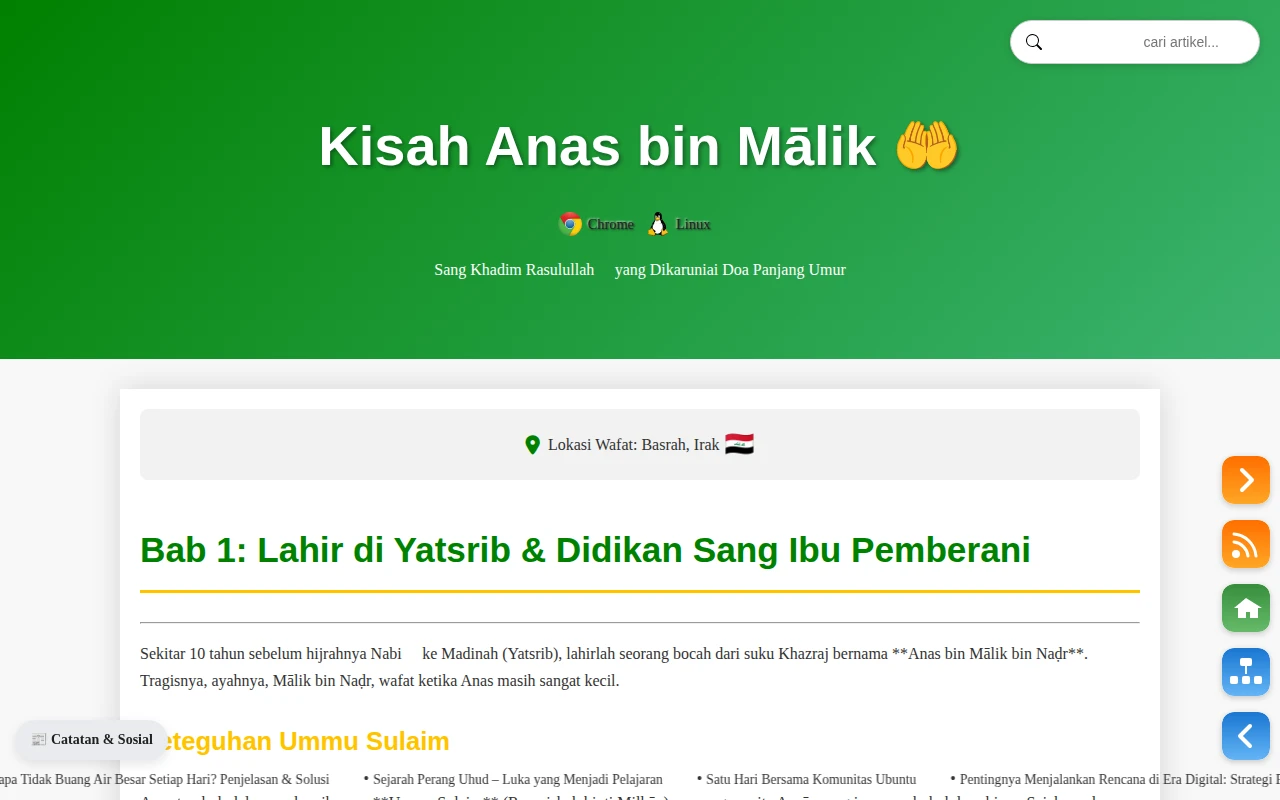 cari artikel...
Kisah Anas bin Mālik 🤲
Chrome Linux
Sang Khadim Rasulullah yang Dikaruniai Doa Panjang Umur
Lokasi Wafat: Basrah, Irak
Bab 1: Lahir di Yatsrib & Didikan Sang Ibu Pemberani
Sekitar 10 tahun sebelum hijrahnya Nabi ke Madinah (Yatsrib), lahirlah seorang bocah dari suku Khazraj bernama **Anas bin Mālik bin Naḍr**.
Tragisnya, ayahnya, Mālik bin Naḍr, wafat ketika Anas masih sangat kecil.
eteguhan Ummu Sulaim
📰 Catatan & Sosial
apa Tidak Buang Air Besar Setiap Hari? Penjelasan & Solusi • Sejarah Perang Uhud – Luka yang Menjadi Pelajaran • Satu Hari Bersama Komunitas Ubuntu • Pentingnya Menjalankan Rencana di Era Digital: Strategi